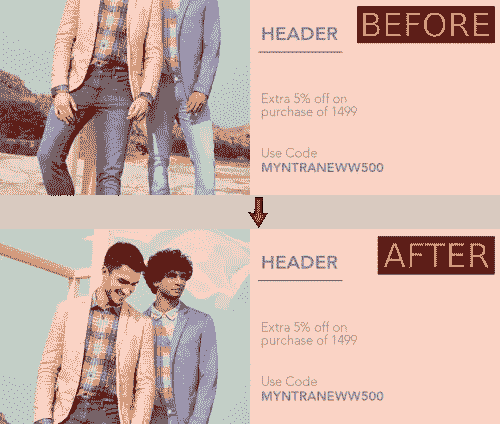 BEFORE
HEADER
Extra 5% off on
purchase of 1499
Use Code
MYNTRANEWW500
AFTER
HEADER
Extra 5% off on
purchase of 1499
Use Code
MYNTRANEWW500